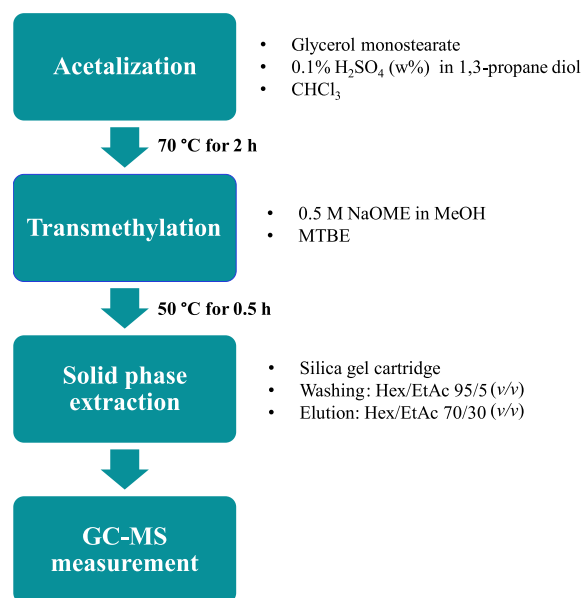 Acetalization
• Glycerol monostearate
• 0.1% H₂SO₄ (w%) in 1,3-propane diol
• CHCl₃
70 °C for 2 h
Transmethylation
• 0.5 M NaOME in MeOH
• MTBE
50 °C for 0.5 h
Solid phase
extraction
• Silica gel cartridge
• Washing: Hex/EtAc 95/5 (v/v)
• Elution: Hex/EtAc 70/30 (v/v)
GC-MS
measurement